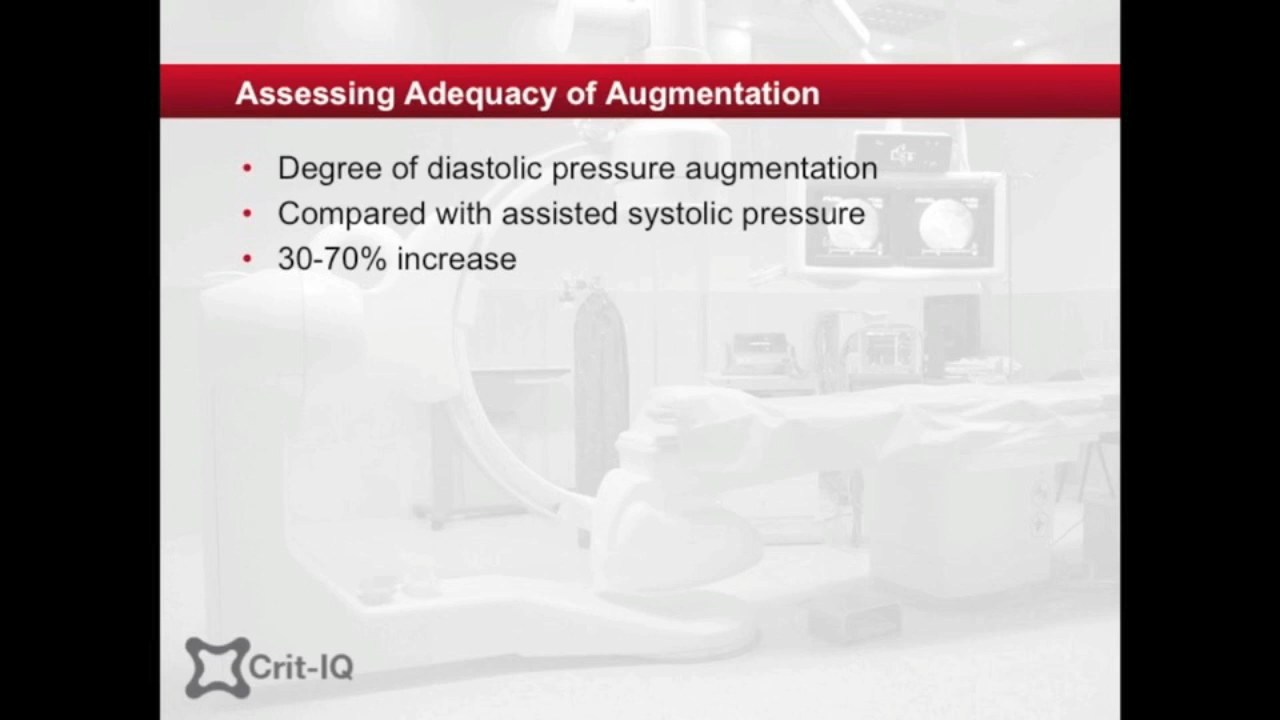 Assessing Adequacy of Augmentation
• Degree of diastolic pressure augmentation
• Compared with assisted systolic pressure
• 30-70% increase
Crit-IQ